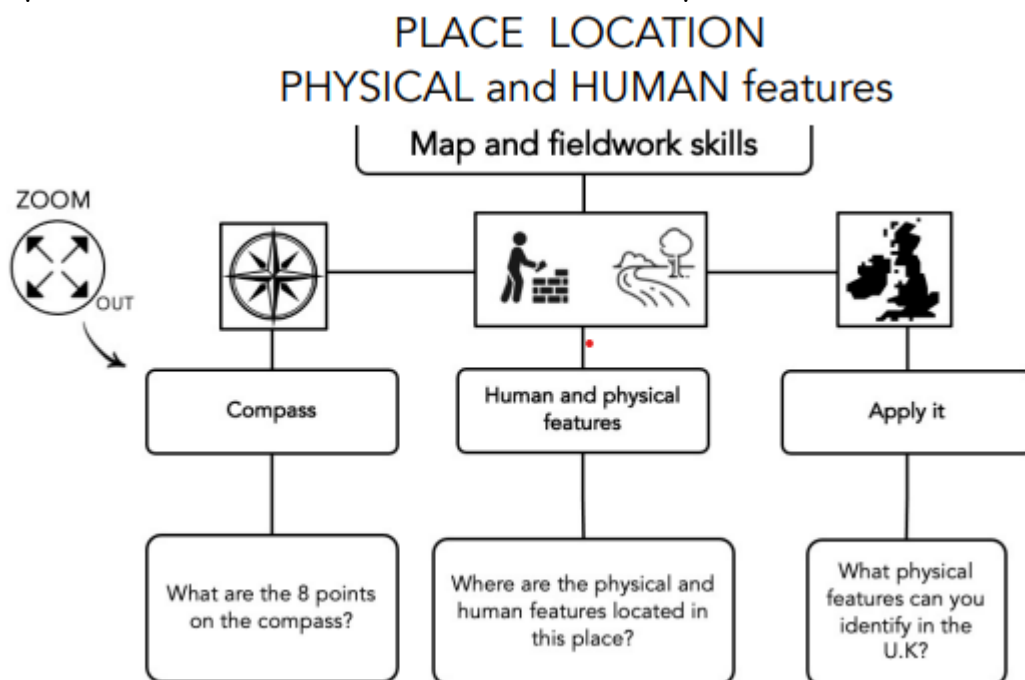 PLACE LOCATION
PHYSICAL and HUMAN features
Map and fieldwork skills
ZOOM
OUT
Compass
Human and physical
features
Apply it
What are the 8 points
on the compass?
Where are the physical and
human features located in
this place?
What physical
features can you
identify in the
U.K?